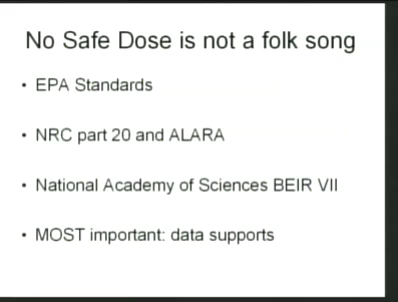 No Safe Dose is not a folk song
• EPA Standards
• NRC part 20 and ALARA
• National Academy of Sciences BEIR VII
• MOST important: data supports